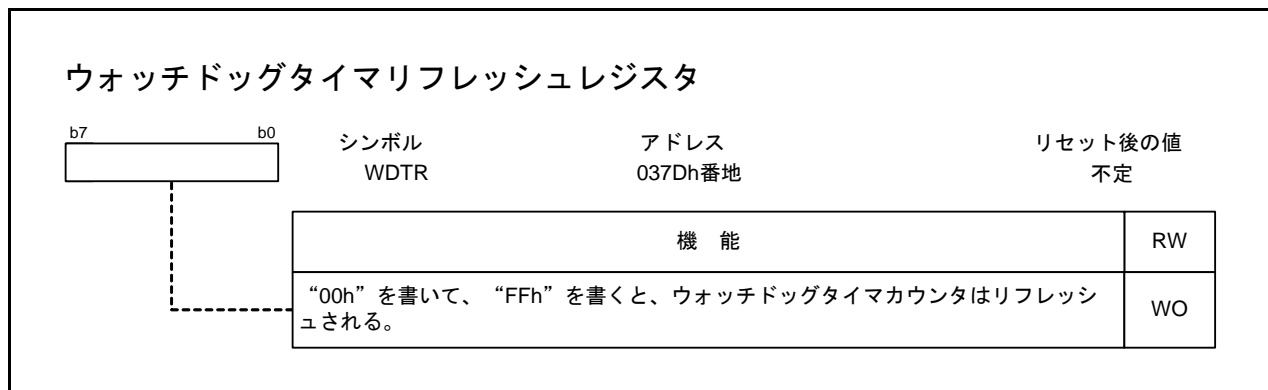 ウォッチドッグタイマリフレッシュレジスタ
b7 b0
シンボル アドレス リセット後の値
WDTR 037Dh番地 不定
機 能 RW
“00h”を書いて、“FFh”を書くと、ウォッチドッグタイマカウンタはリフレッシ
ュされる。 WO